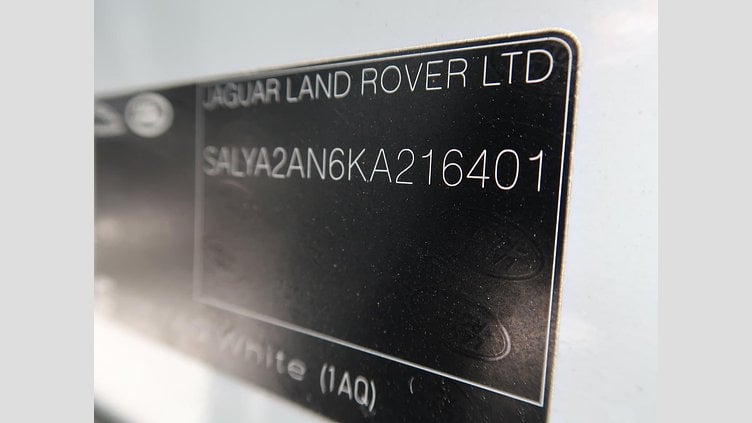 JAGUAR LAND ROVER LTD
SALYA2AN6KA216401
White (1AQ)